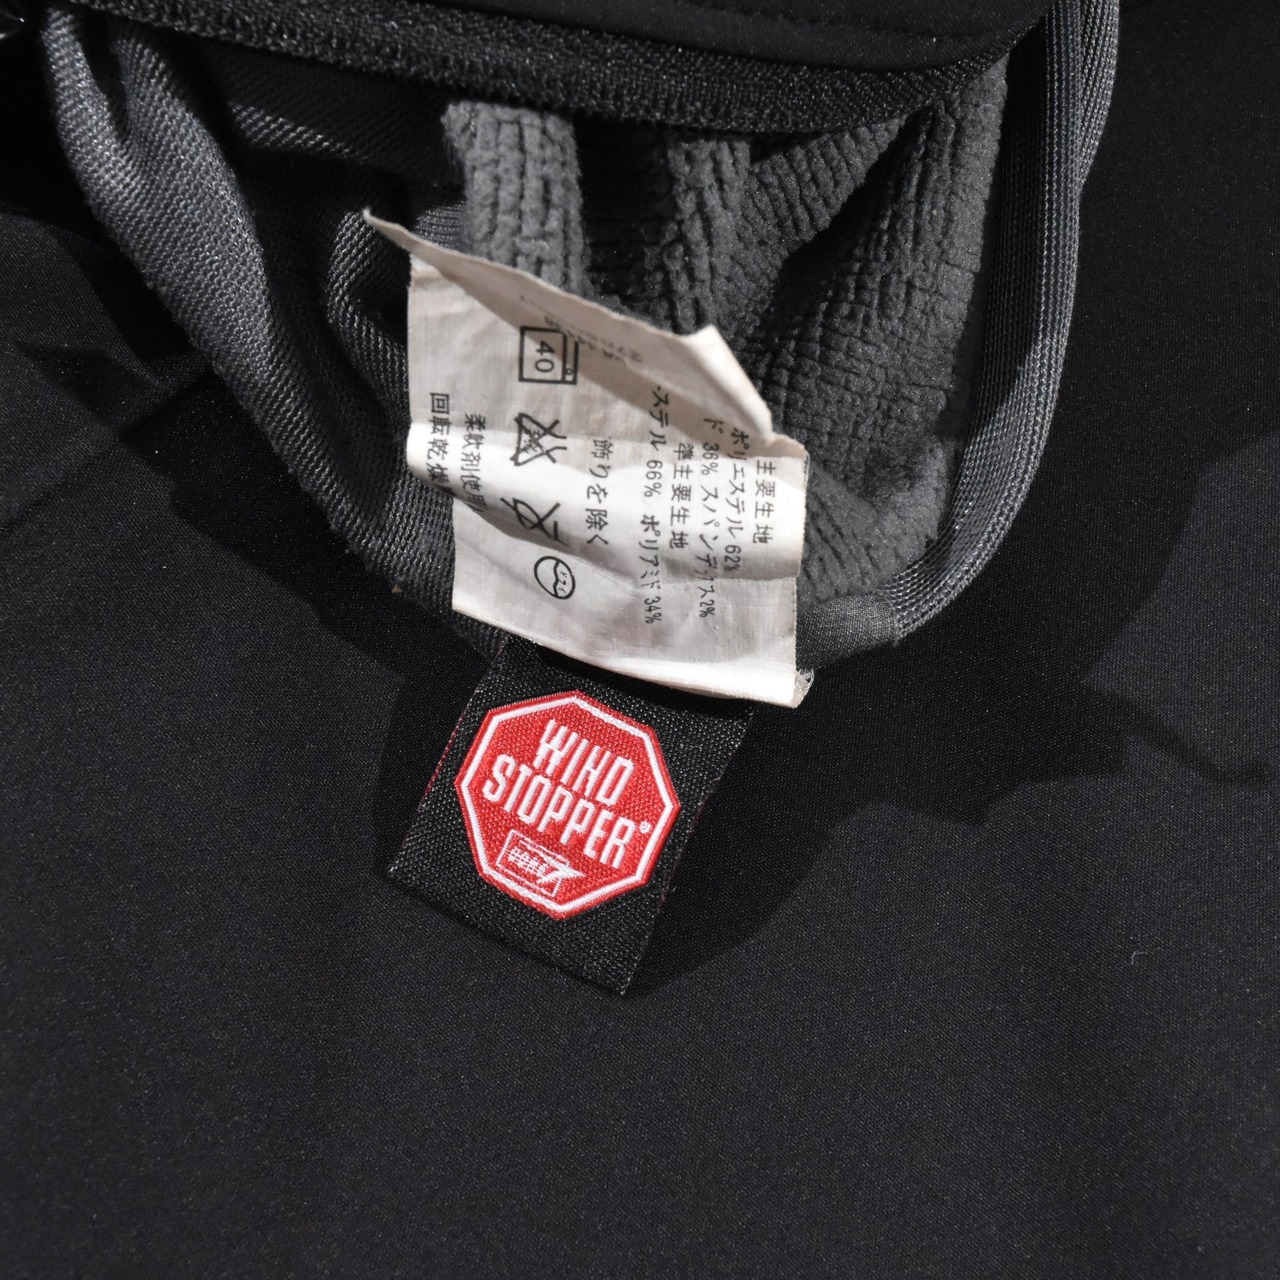 主要生地
ポリエステル 62%
ド 36% スパンデックス2%
準主要生地
ステル 66% ポリアミド 34%
飾りを除く
40
柔軟剤使用
回転乾燥
WIND
STOPPER®
GORE